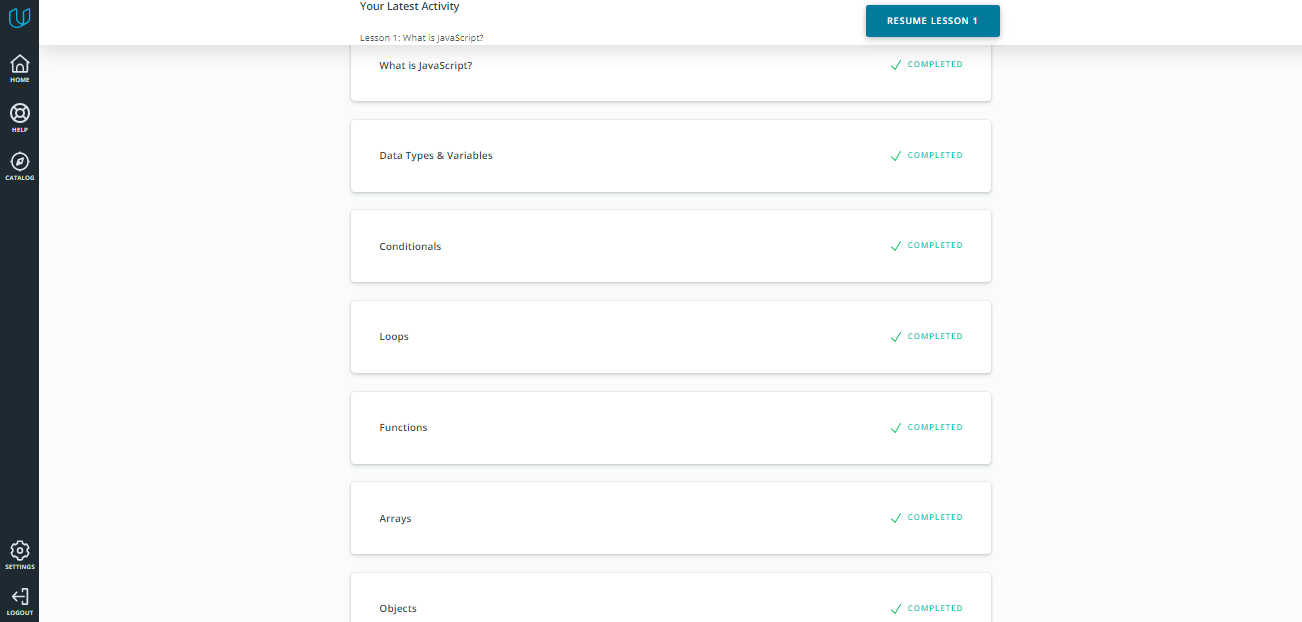 Your Latest Activity
RESUME LESSON 1
Lesson 1: What is JavaScript?
HOME
HELP
CATALOG
SETTINGS
LOGOUT
What is JavaScript?
COMPLETED
Data Types & Variables
COMPLETED
Conditionals
COMPLETED
Loops
COMPLETED
Functions
COMPLETED
Arrays
COMPLETED
Objects
COMPLETED